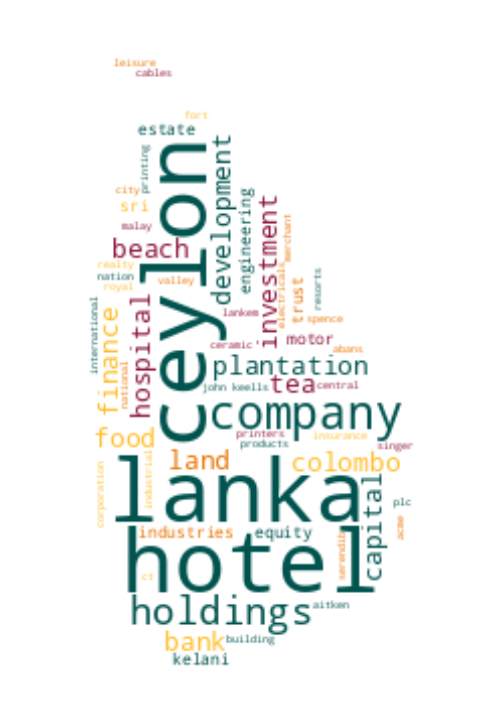 leisure
cables
fort
estate
printing
development
ceylon
city
engineering
sri
investment
merchant
malay
beach
realty
nation
royal
valley
electricals
trust
resorts
international
hospital
finance
national
lankem
spence
ceramic
motor
abans
plantation
john keells
tea
central
company
food
printers
products
insurance
singer
land
colombo
corporation
industrial
lanka
capital
plc
acme
industries
equity
serendib
hotel
ct
holdings
aitken
bank
building
kelani